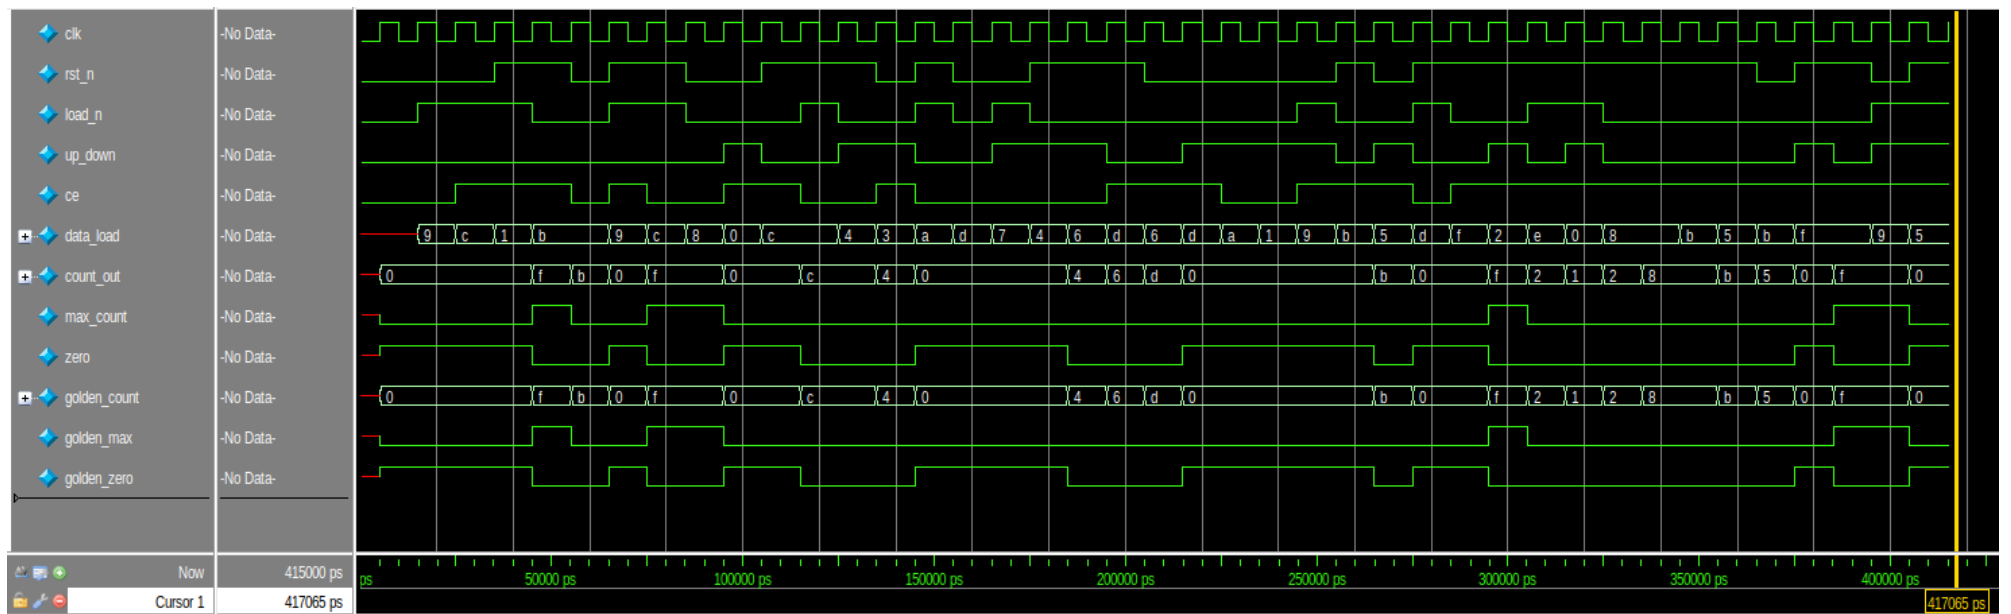 clk -No Data-
rst_n -No Data-
load_n -No Data-
up_down -No Data-
ce -No Data-
data_load -No Data- 9 c 1 b 9 c 8 0 c 4 3 a d 7 4 6 d 6 d a 1 9 b 5 d f 2 e 0 8 b 5 b f 9 5
count_out -No Data- 0 f b 0 f 0 c 4 0 4 6 d 0 b 0 f 2 1 2 8 b 5 0 f 0
max_count -No Data-
zero -No Data-
golden_count -No Data- 0 f b 0 f 0 c 4 0 4 6 d 0 b 0 f 2 1 2 8 b 5 0 f 0
golden_max -No Data-
golden_zero -No Data-
Now 415000 ps ps 50000 ps 100000 ps 150000 ps 200000 ps 250000 ps 300000 ps 350000 ps 400000 ps
Cursor 1 417065 ps 417065 ps